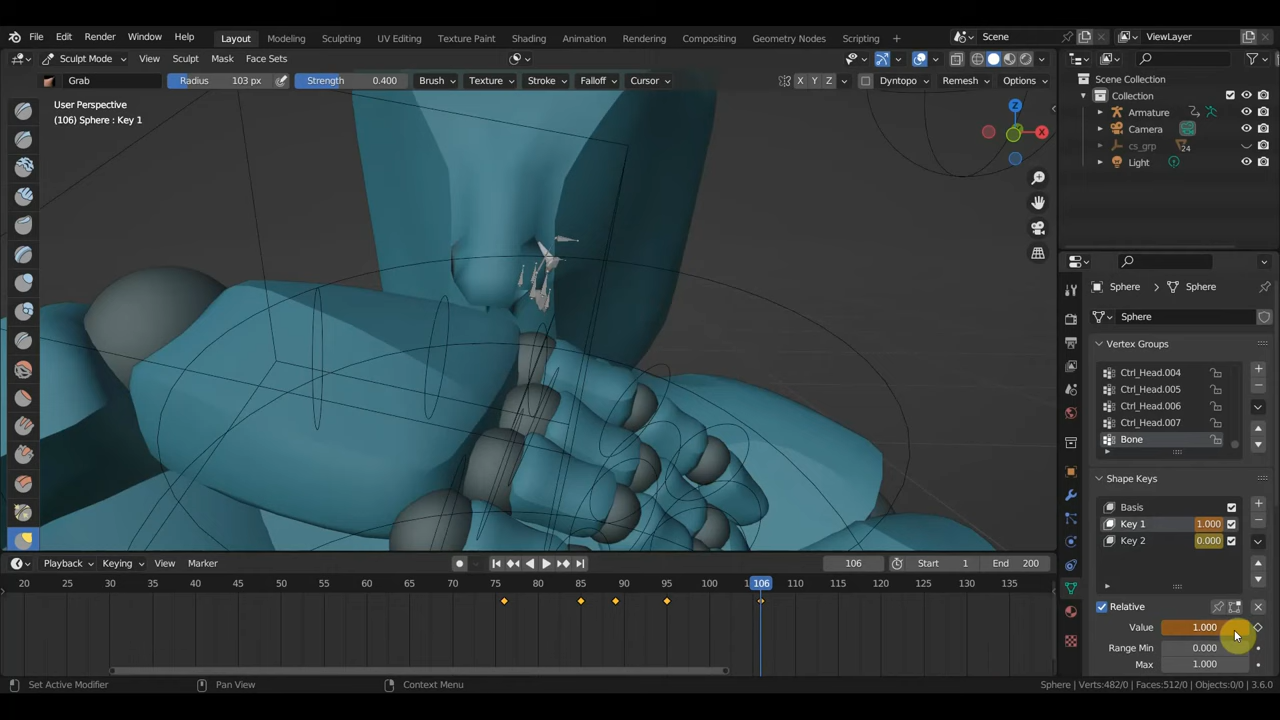 File Edit Render Window Help Layout Modeling Sculpting UV Editing Texture Paint Shading Animation Rendering Compositing Geometry Nodes Scripting + Scene ViewLayer
Sculpt Mode View Sculpt Mask Face Sets
Grab Radius 103 px Strength 0.400 Brush Texture Stroke Falloff Cursor X Y Z Dyntopo Remesh Options
User Perspective
(106) Sphere : Key 1
Z
X
Scene Collection
Collection
Armature
Camera
cs_grp 24
Light
Sphere > Sphere
Sphere
Vertex Groups
Ctrl_Head.004
Ctrl_Head.005
Ctrl_Head.006
Ctrl_Head.007
Bone
Shape Keys
Basis
Key 1 1.000
Key 2 0.000
Relative
Value 1.000
Range Min 0.000
Max 1.000
Playback Keying View Marker 106 Start 1 End 200
20 25 30 35 40 45 50 55 60 65 70 75 80 85 90 95 100 106 110 115 120 125 130 135
Set Active Modifier Pan View Context Menu Sphere | Verts:482/0 | Faces:512/0 | Objects:0/0 | 3.6.0